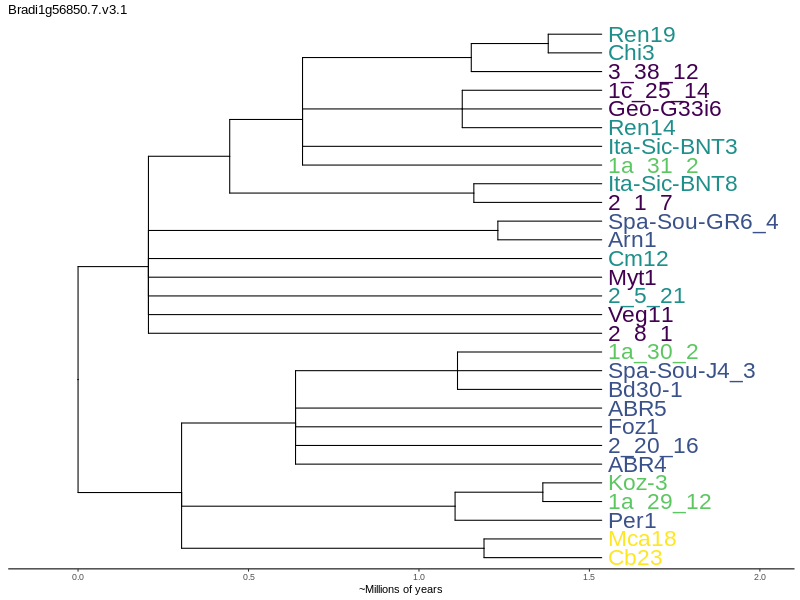 Bradi1g56850.7.v3.1
Ren19
Chi3
3_38_12
1c_25_14
Geo-G33i6
Ren14
Ita-Sic-BNT3
1a_31_2
Ita-Sic-BNT8
2_1_7
Spa-Sou-GR6_4
Arn1
Cm12
Myt1
2_5_21
Veg11
2_8_1
1a_30_2
Spa-Sou-J4_3
Bd30-1
ABR5
Foz1
2_20_16
ABR4
Koz-3
1a_29_12
Per1
Mca18
Cb23
0.0 0.5 1.0 1.5 2.0
~Millions of years